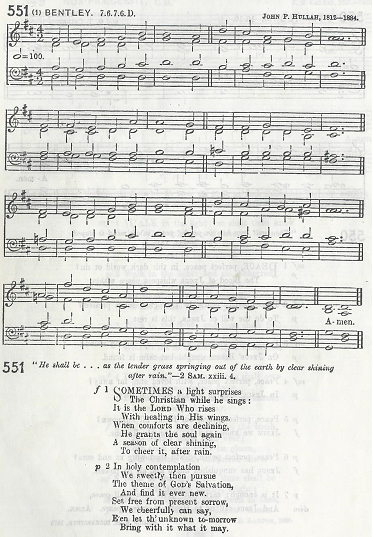 551 (1) BENTLEY. 7.6.7.6.D. JOHN P. HULLAH, 1812—1884.
=100.
A- men.
551 "He shall be . . . as the tender grass springing out of the earth by clear shining
after rain."—2 SAM. xxiii. 4.
f 1 SOMETIMES a light surprises
The Christian while he sings:
It is the LORD Who rises
With healing in His wings.
When comforts are declining,
He grants the soul again
A season of clear shining,
To cheer it, after rain.
p 2 In holy contemplation
We sweetly then pursue
The theme of GOD'S Salvation,
And find it ever new.
Set free from present sorrow,
We cheerfully can say,
E'en let th' unknown to-morrow
Bring with it what it may.